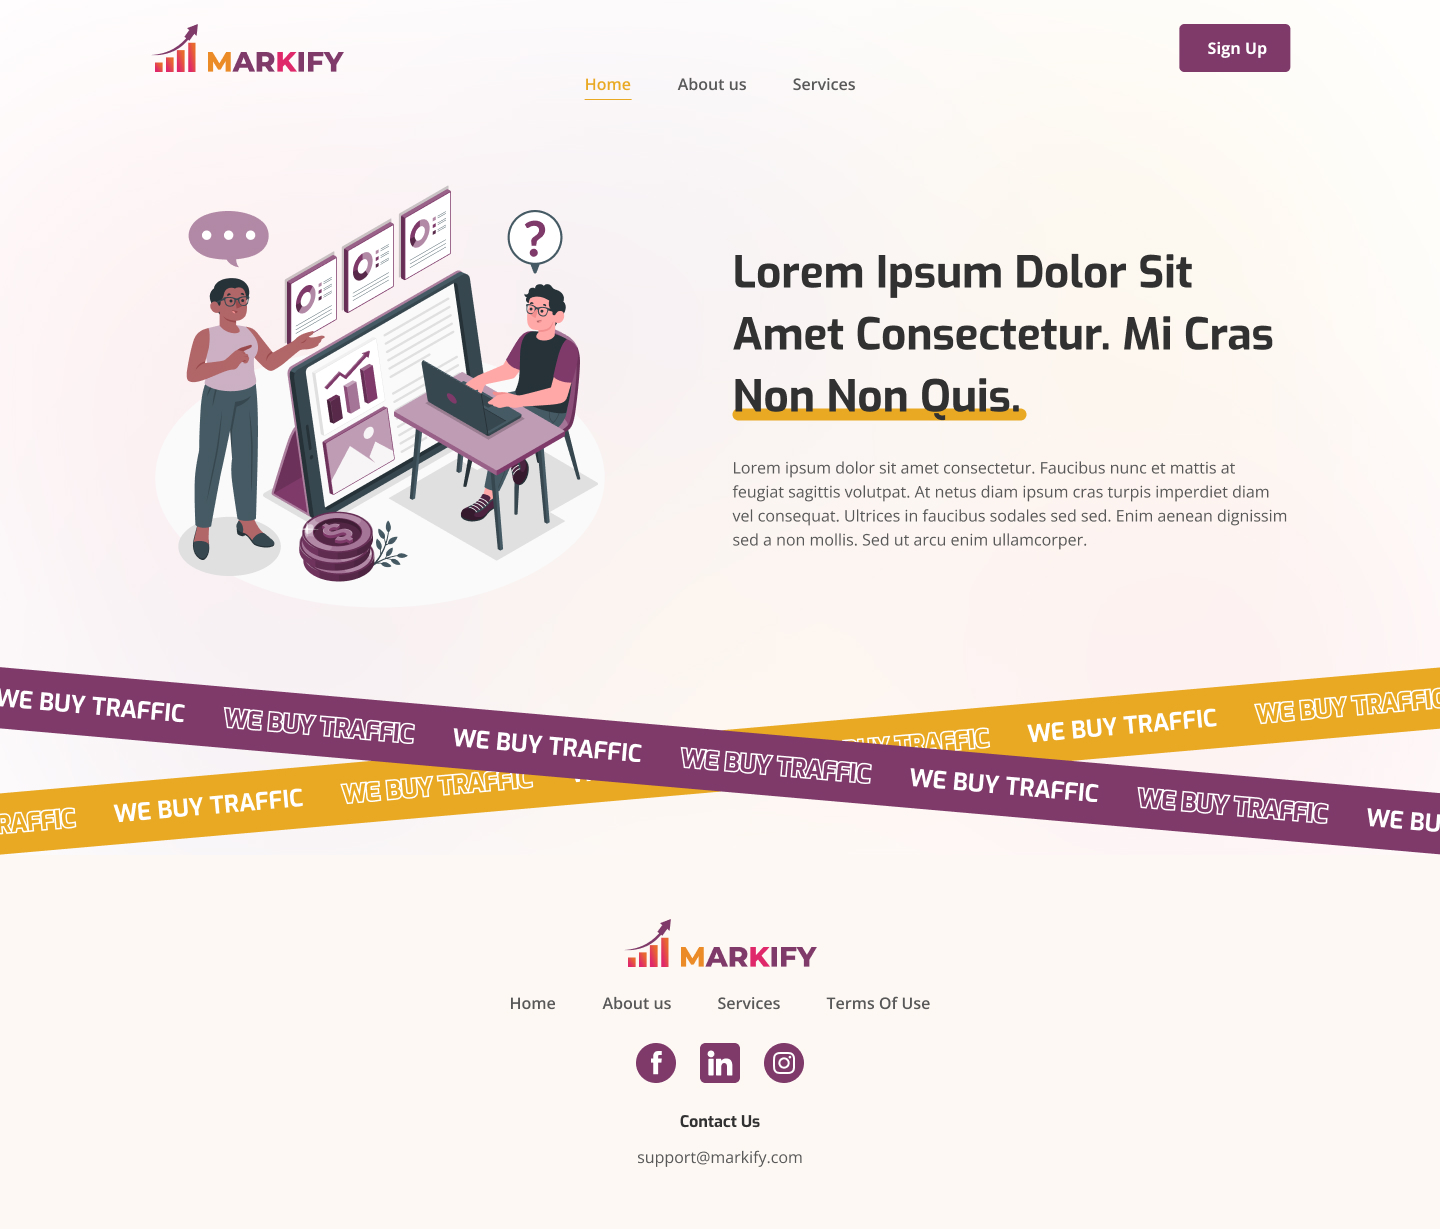 MARKIFY
Sign Up
Home About us Services
?
Lorem Ipsum Dolor Sit
Amet Consectetur. Mi Cras
Non Non Quis.
Lorem ipsum dolor sit amet consectetur. Faucibus nunc et mattis at
feugiat sagittis volutpat. At netus diam ipsum cras turpis imperdiet diam
vel consequat. Ultrices in faucibus sodales sed sed. Enim aenean dignissim
sed a non mollis. Sed ut arcu enim ullamcorper.
WE BUY TRAFFIC WE BUY TRAFFIC WE BUY TRAFFIC WE BUY TRAFFIC WE BUY TRAFFIC WE BUY TRAFFIC WE BU
RAFFIC WE BUY TRAFFIC WE BUY TRAFFIC BUY TRAFFIC WE BUY TRAFFIC WE BUY TRAFFIC
MARKIFY
Home About us Services Terms Of Use
f in
Contact Us
support@markify.com